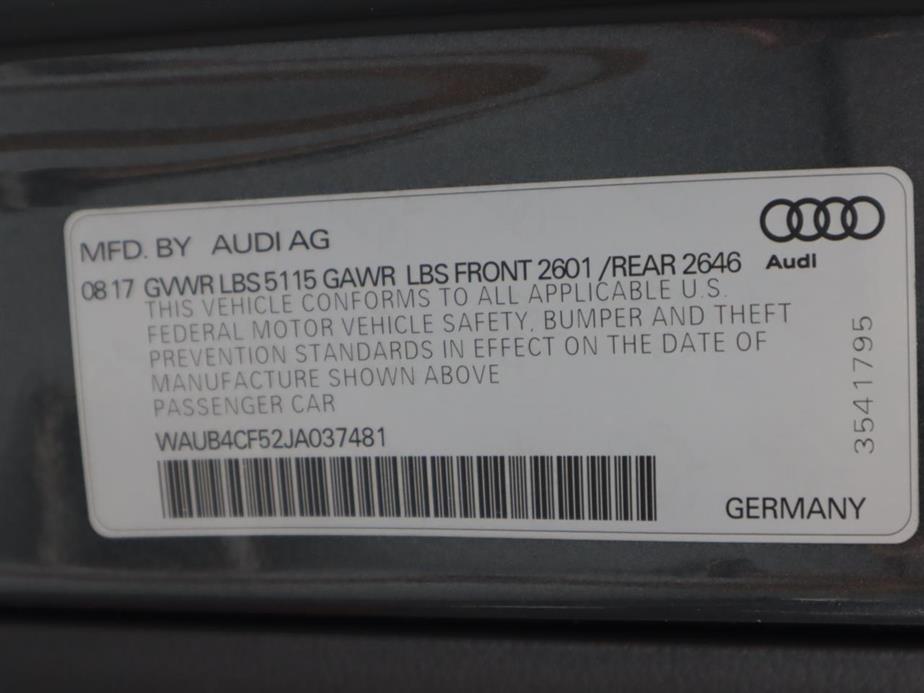 MFD. BY AUDI AG
Audi
08 17 GVWR LBS 5115 GAWR LBS FRONT 2601 /REAR 2646
THIS VEHICLE CONFORMS TO ALL APPLICABLE U.S.
FEDERAL MOTOR VEHICLE SAFETY, BUMPER AND THEFT
PREVENTION STANDARDS IN EFFECT ON THE DATE OF
MANUFACTURE SHOWN ABOVE
PASSENGER CAR
WAUB4CF52JA037481
GERMANY
3541795